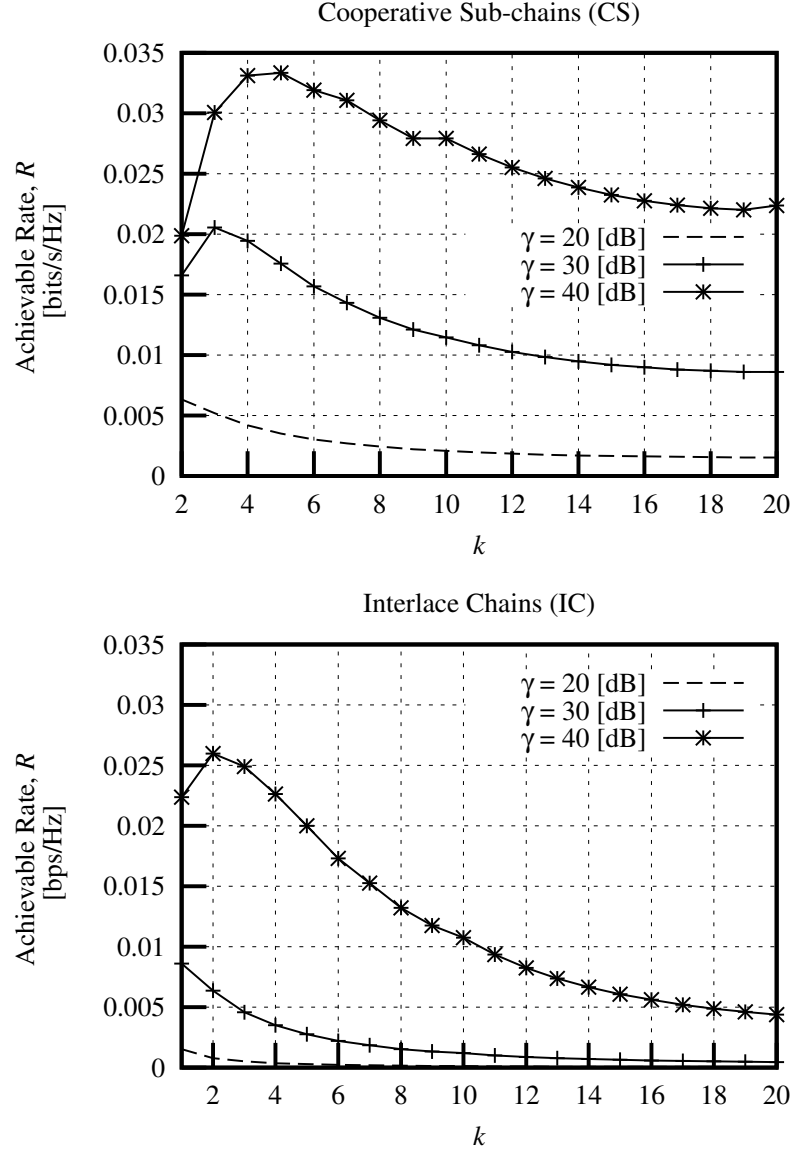 Cooperative Sub-chains (CS)
0.035
0.03
0.025
0.02
0.015
0.01
0.005
0
Achievable Rate, R
[bits/s/Hz]
γ = 20 [dB]
γ = 30 [dB]
γ = 40 [dB]
2 4 6 8 10 12 14 16 18 20
k
Interlace Chains (IC)
0.035
0.03
0.025
0.02
0.015
0.01
0.005
0
Achievable Rate, R
[bps/Hz]
γ = 20 [dB]
γ = 30 [dB]
γ = 40 [dB]
2 4 6 8 10 12 14 16 18 20
k